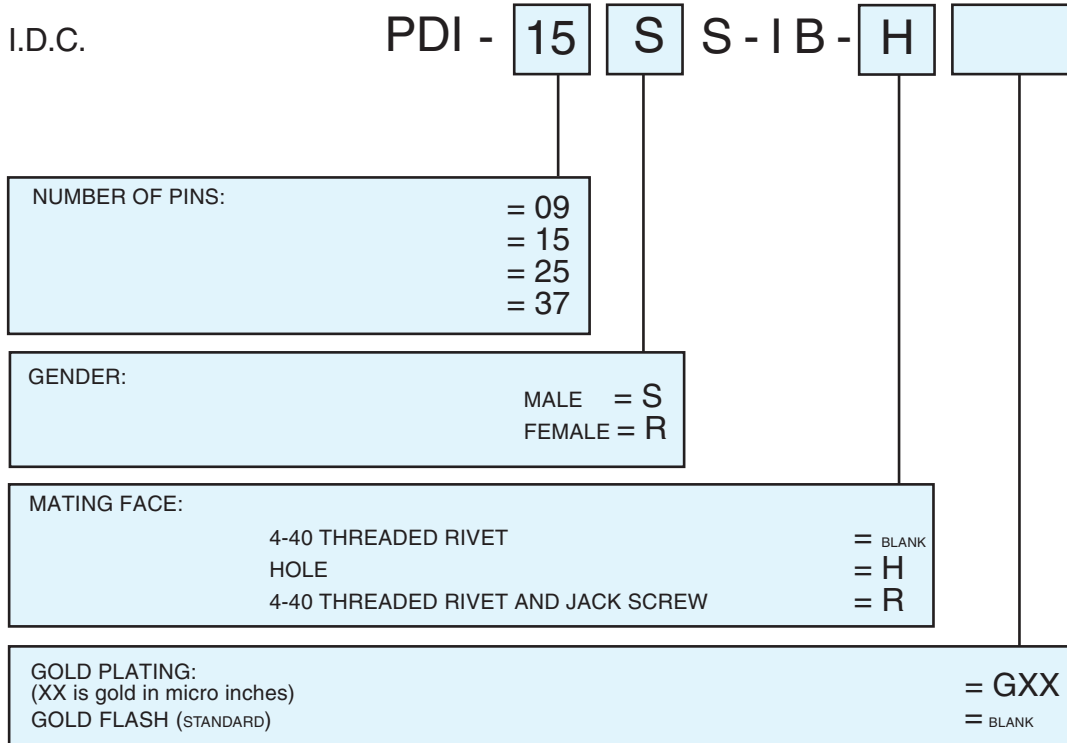 I.D.C. PDI - 15 S S - I B - H
NUMBER OF PINS:
= 09
= 15
= 25
= 37
GENDER:
MALE = S
FEMALE = R
MATING FACE:
4-40 THREADED RIVET = BLANK
HOLE = H
4-40 THREADED RIVET AND JACK SCREW = R
GOLD PLATING:
(XX is gold in micro inches) = GXX
GOLD FLASH (STANDARD) = BLANK